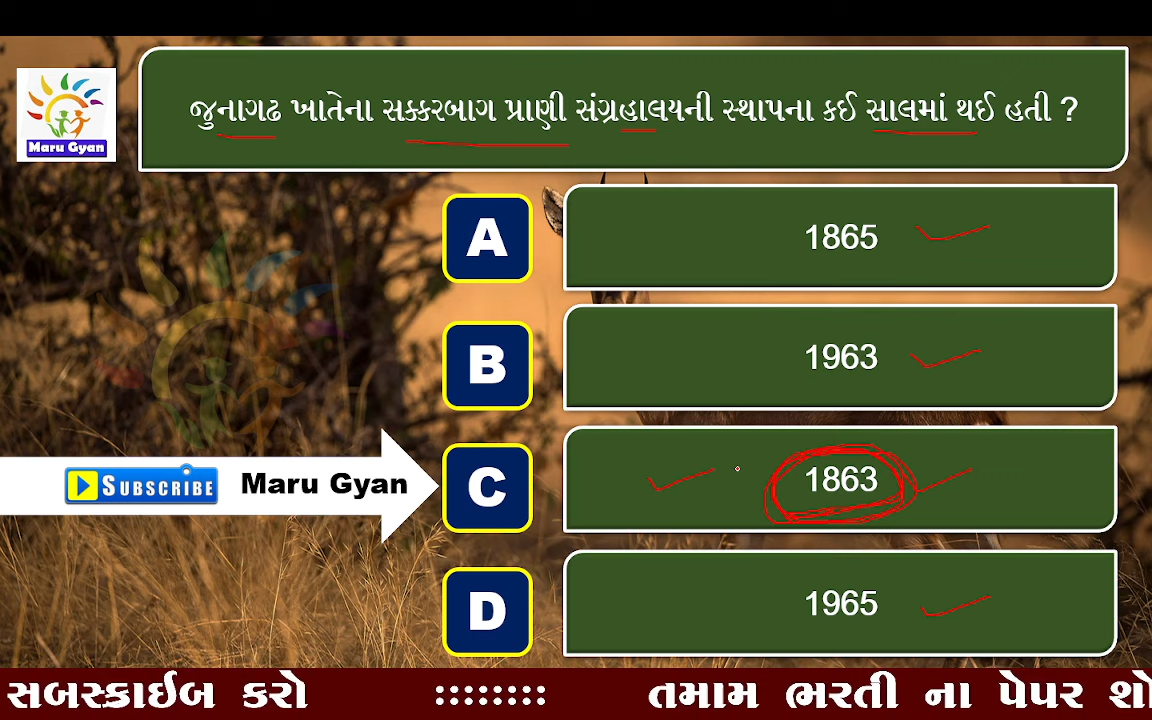 જુનાગઢ ખાતેના સક્કરબાગ પ્રાણી સંગ્રહાલયની સ્થાપના કઈ સાલમાં થઈ હતી ?
Maru Gyan
A
1865
B
1963
SUBSCRIBE
Maru Gyan
C
1863
D
1965
સબસ્ક્રાઈબ કરો :::::::: તમામ ભરતી ના પેપર શો